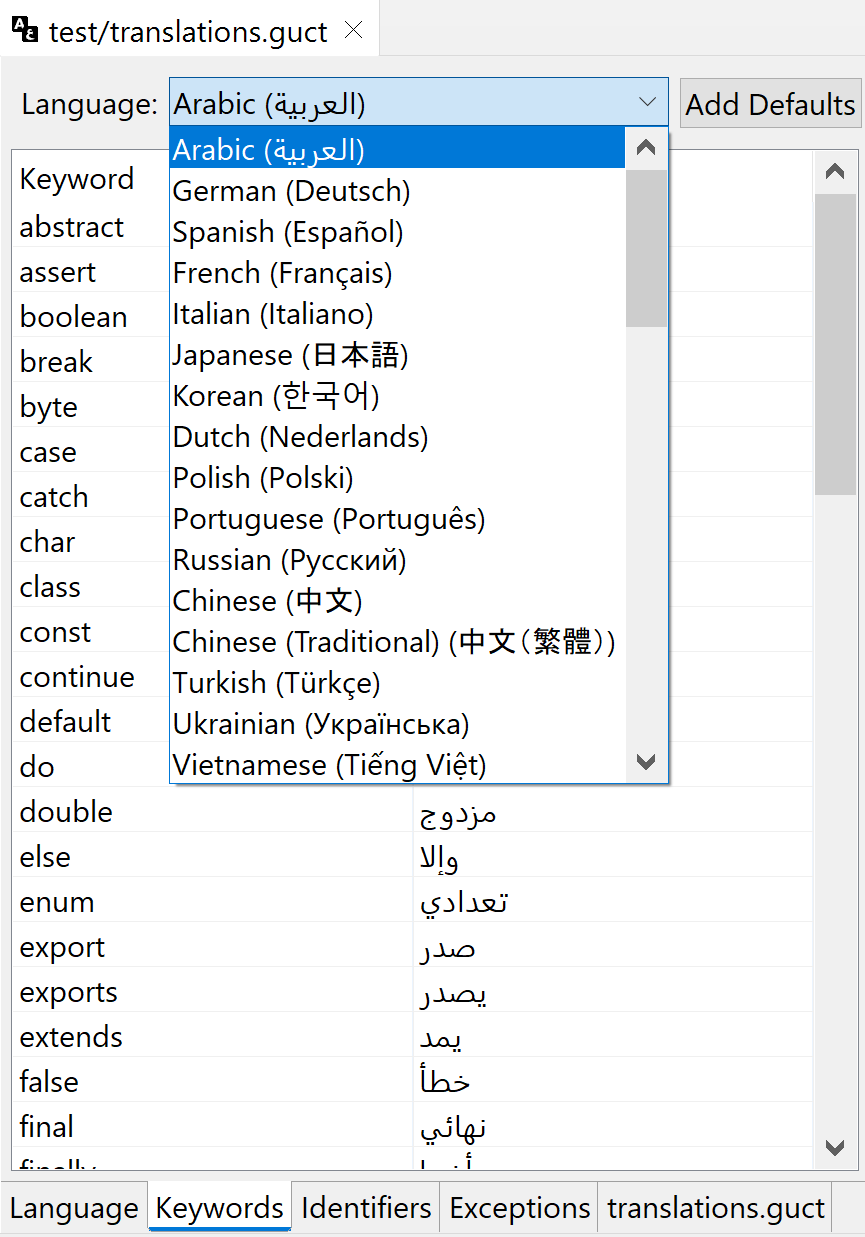 test/translations.guct
Language: Arabic (العربية) Add Defaults
Arabic (العربية)
German (Deutsch)
Spanish (Español)
French (Français)
Italian (Italiano)
Japanese (日本語)
Korean (한국어)
Dutch (Nederlands)
Polish (Polski)
Portuguese (Português)
Russian (Русский)
Chinese (中文)
Chinese (Traditional) (中文（繁體）)
Turkish (Türkçe)
Ukrainian (Українська)
Vietnamese (Tiếng Việt)
Keyword
abstract
assert
boolean
break
byte
case
catch
char
class
const
continue
default
do
double مزدوج
else وإلا
enum تعدادي
export صدر
exports يصدر
extends يمد
false خطأ
final نهائي
finally
Language Keywords Identifiers Exceptions translations.guct